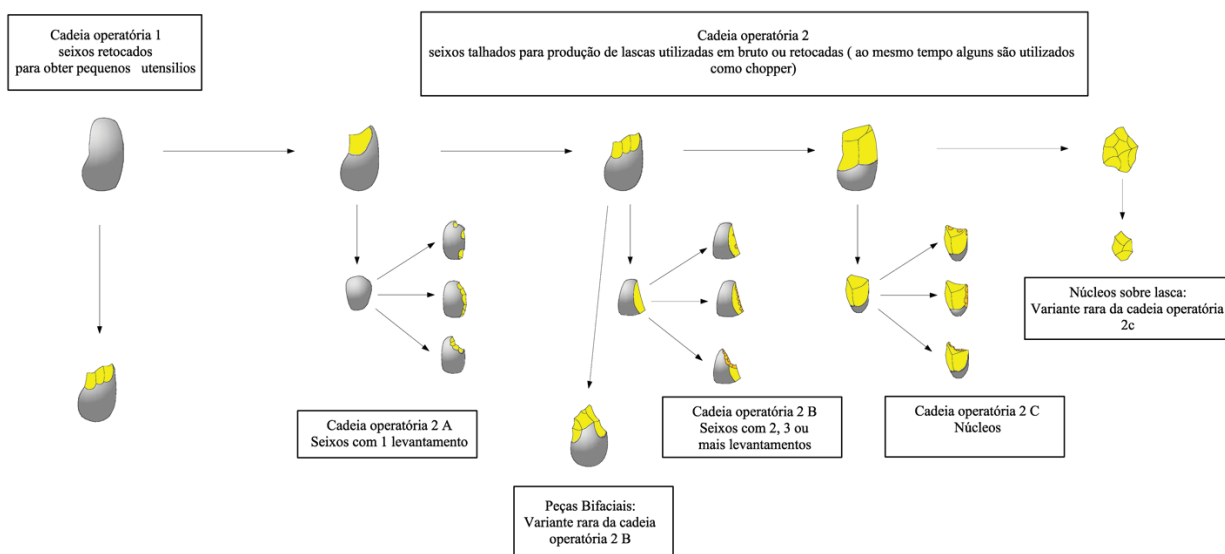 Cadeia operatória 1
seixos retocados
para obter pequenos utensilios
Cadeia operatória 2
seixos talhados para produção de lascas utilizadas em bruto ou retocadas ( ao mesmo tempo alguns são utilizados
como chopper)
Núcleos sobre lasca:
Variante rara da cadeia operatória
2c
Cadeia operatória 2 A
Seixos com 1 levantamento
Cadeia operatória 2 B
Seixos com 2, 3 ou
mais levantamentos
Cadeia operatória 2 C
Núcleos
Peças Bifaciais:
Variante rara da cadeia
operatória 2 B